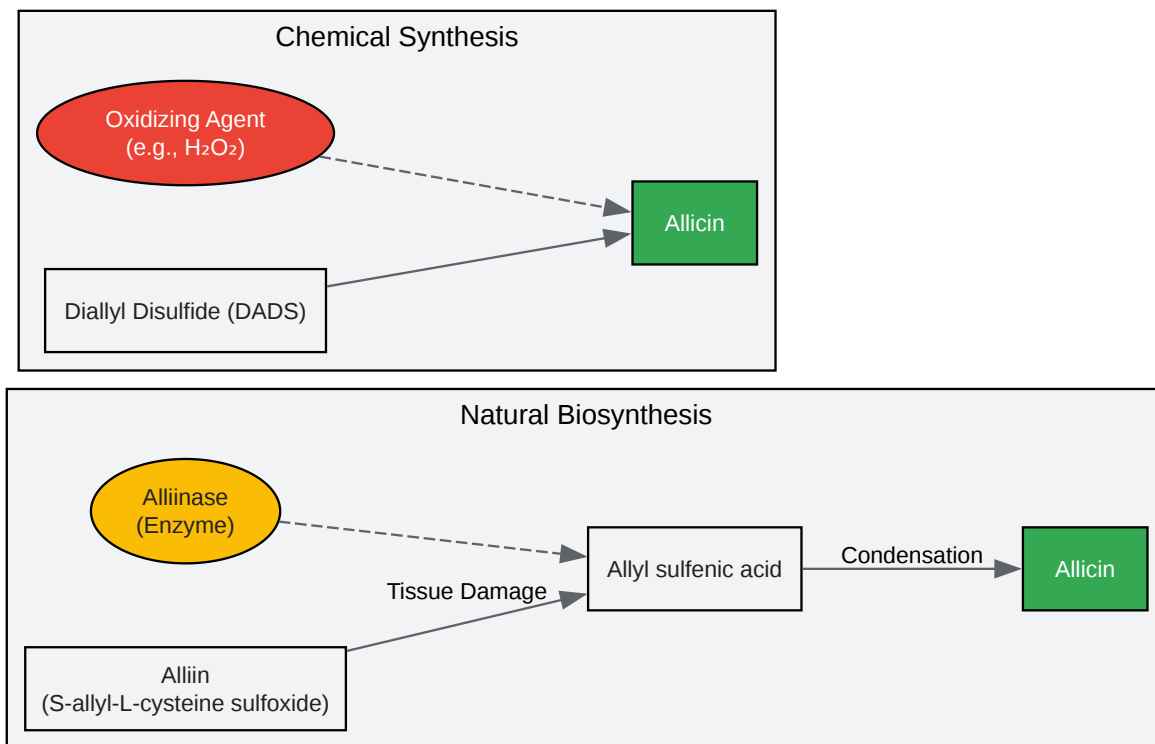 Chemical Synthesis
Oxidizing Agent
(e.g., H₂O₂)
Allicin
Diallyl Disulfide (DADS)
Natural Biosynthesis
Alliinase
(Enzyme)
Allyl sulfenic acid
Condensation
Allicin
Tissue Damage
Alliin
(S-allyl-L-cysteine sulfoxide)